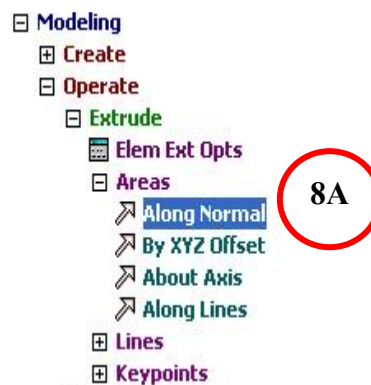 Modeling
Create
Operate
Extrude
Elem Ext Opts
Areas
Along Normal
8A
By XYZ Offset
About Axis
Along Lines
Lines
Keypoints